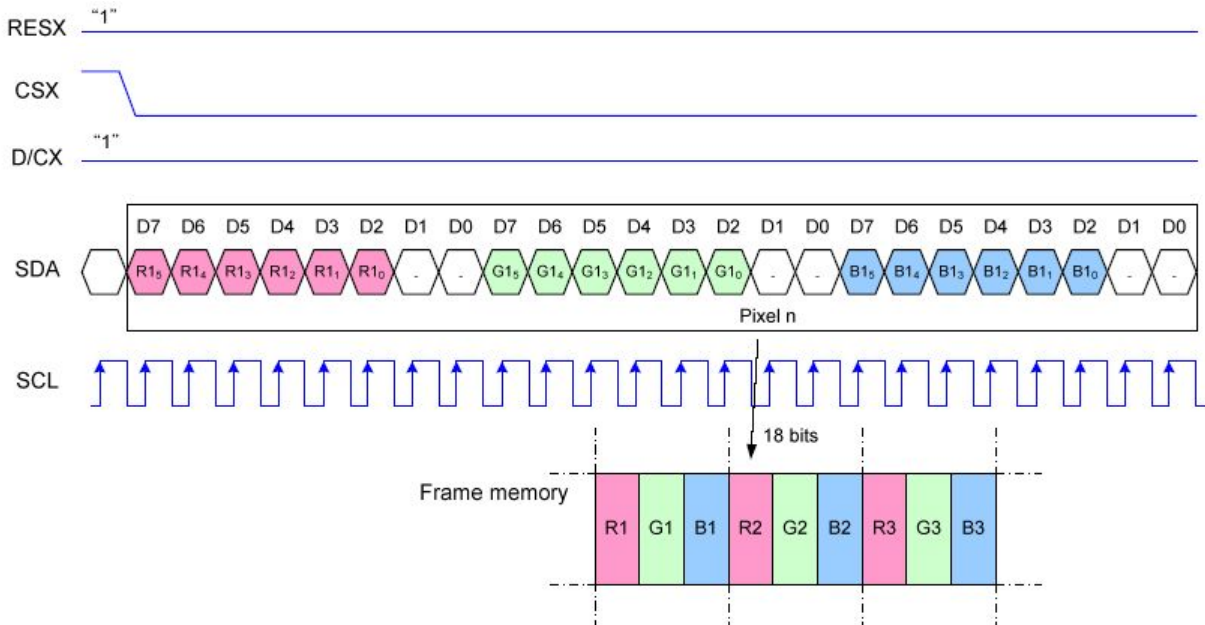 RESX “1”
CSX
D/CX “1”
D7 D6 D5 D4 D3 D2 D1 D0 D7 D6 D5 D4 D3 D2 D1 D0 D7 D6 D5 D4 D3 D2 D1 D0
SDA R1₅ R1₄ R1₃ R1₂ R1₁ R1₀ - - G1₅ G1₄ G1₃ G1₂ G1₁ G1₀ - - B1₅ B1₄ B1₃ B1₂ B1₁ B1₀ - -
Pixel n
SCL
18 bits
Frame memory
R1 G1 B1 R2 G2 B2 R3 G3 B3